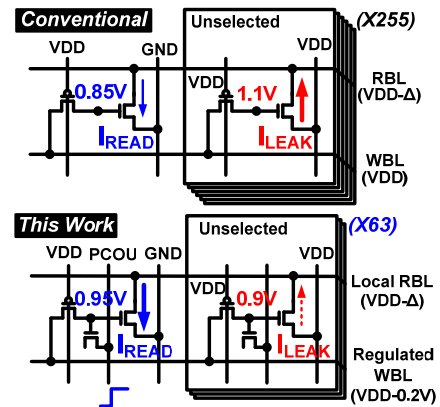 Conventional
Unselected
(X255)
VDD
GND
VDD
VDD
0.85V
1.1V
RBL
(VDD-Δ)
IREAD
ILEAK
WBL
(VDD)
This Work
Unselected
(X63)
VDD
PCOU
GND
VDD
VDD
0.95V
0.9V
Local RBL
(VDD-Δ)
IREAD
ILEAK
Regulated
WBL
(VDD-0.2V)